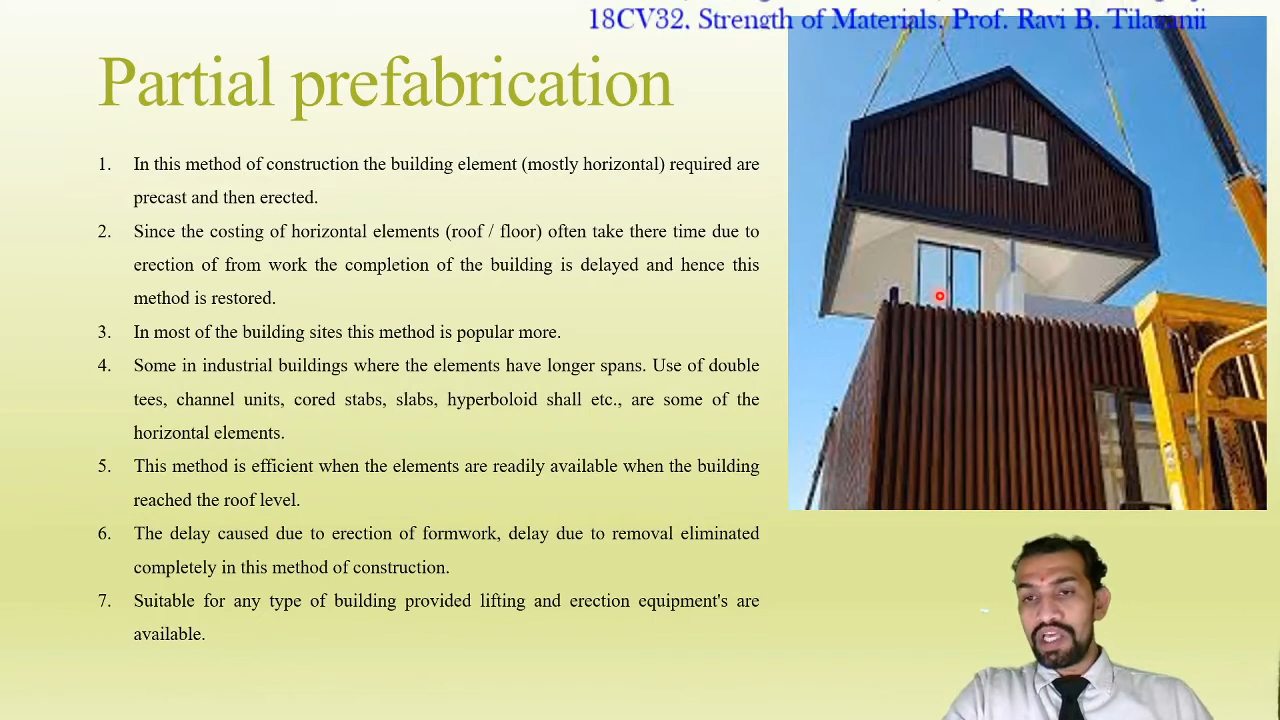 18CV32, Strength of Materials, Prof. Ravi B.
Partial prefabrication
1. In this method of construction the building element (mostly horizontal) required are
precast and then erected.
2. Since the costing of horizontal elements (roof / floor) often take there time due to
erection of from work the completion of the building is delayed and hence this
method is restored.
3. In most of the building sites this method is popular more.
4. Some in industrial buildings where the elements have longer spans. Use of double
tees, channel units, cored stabs, slabs, hyperboloid shall etc., are some of the
horizontal elements.
5. This method is efficient when the elements are readily available when the building
reached the roof level.
6. The delay caused due to erection of formwork, delay due to removal eliminated
completely in this method of construction.
7. Suitable for any type of building provided lifting and erection equipment's are
available.